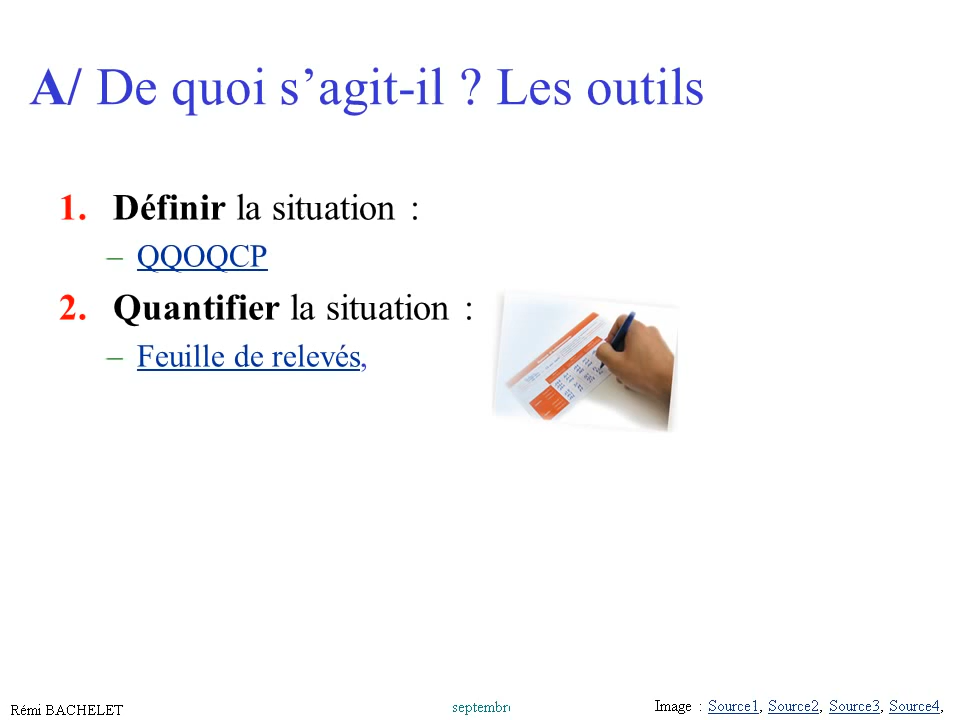 A/ De quoi s’agit-il ? Les outils
1. Définir la situation :
– QQOQCP
2. Quantifier la situation :
– Feuille de relevés,
Rémi BACHELET
septembre
Image : Source1, Source2, Source3, Source4,